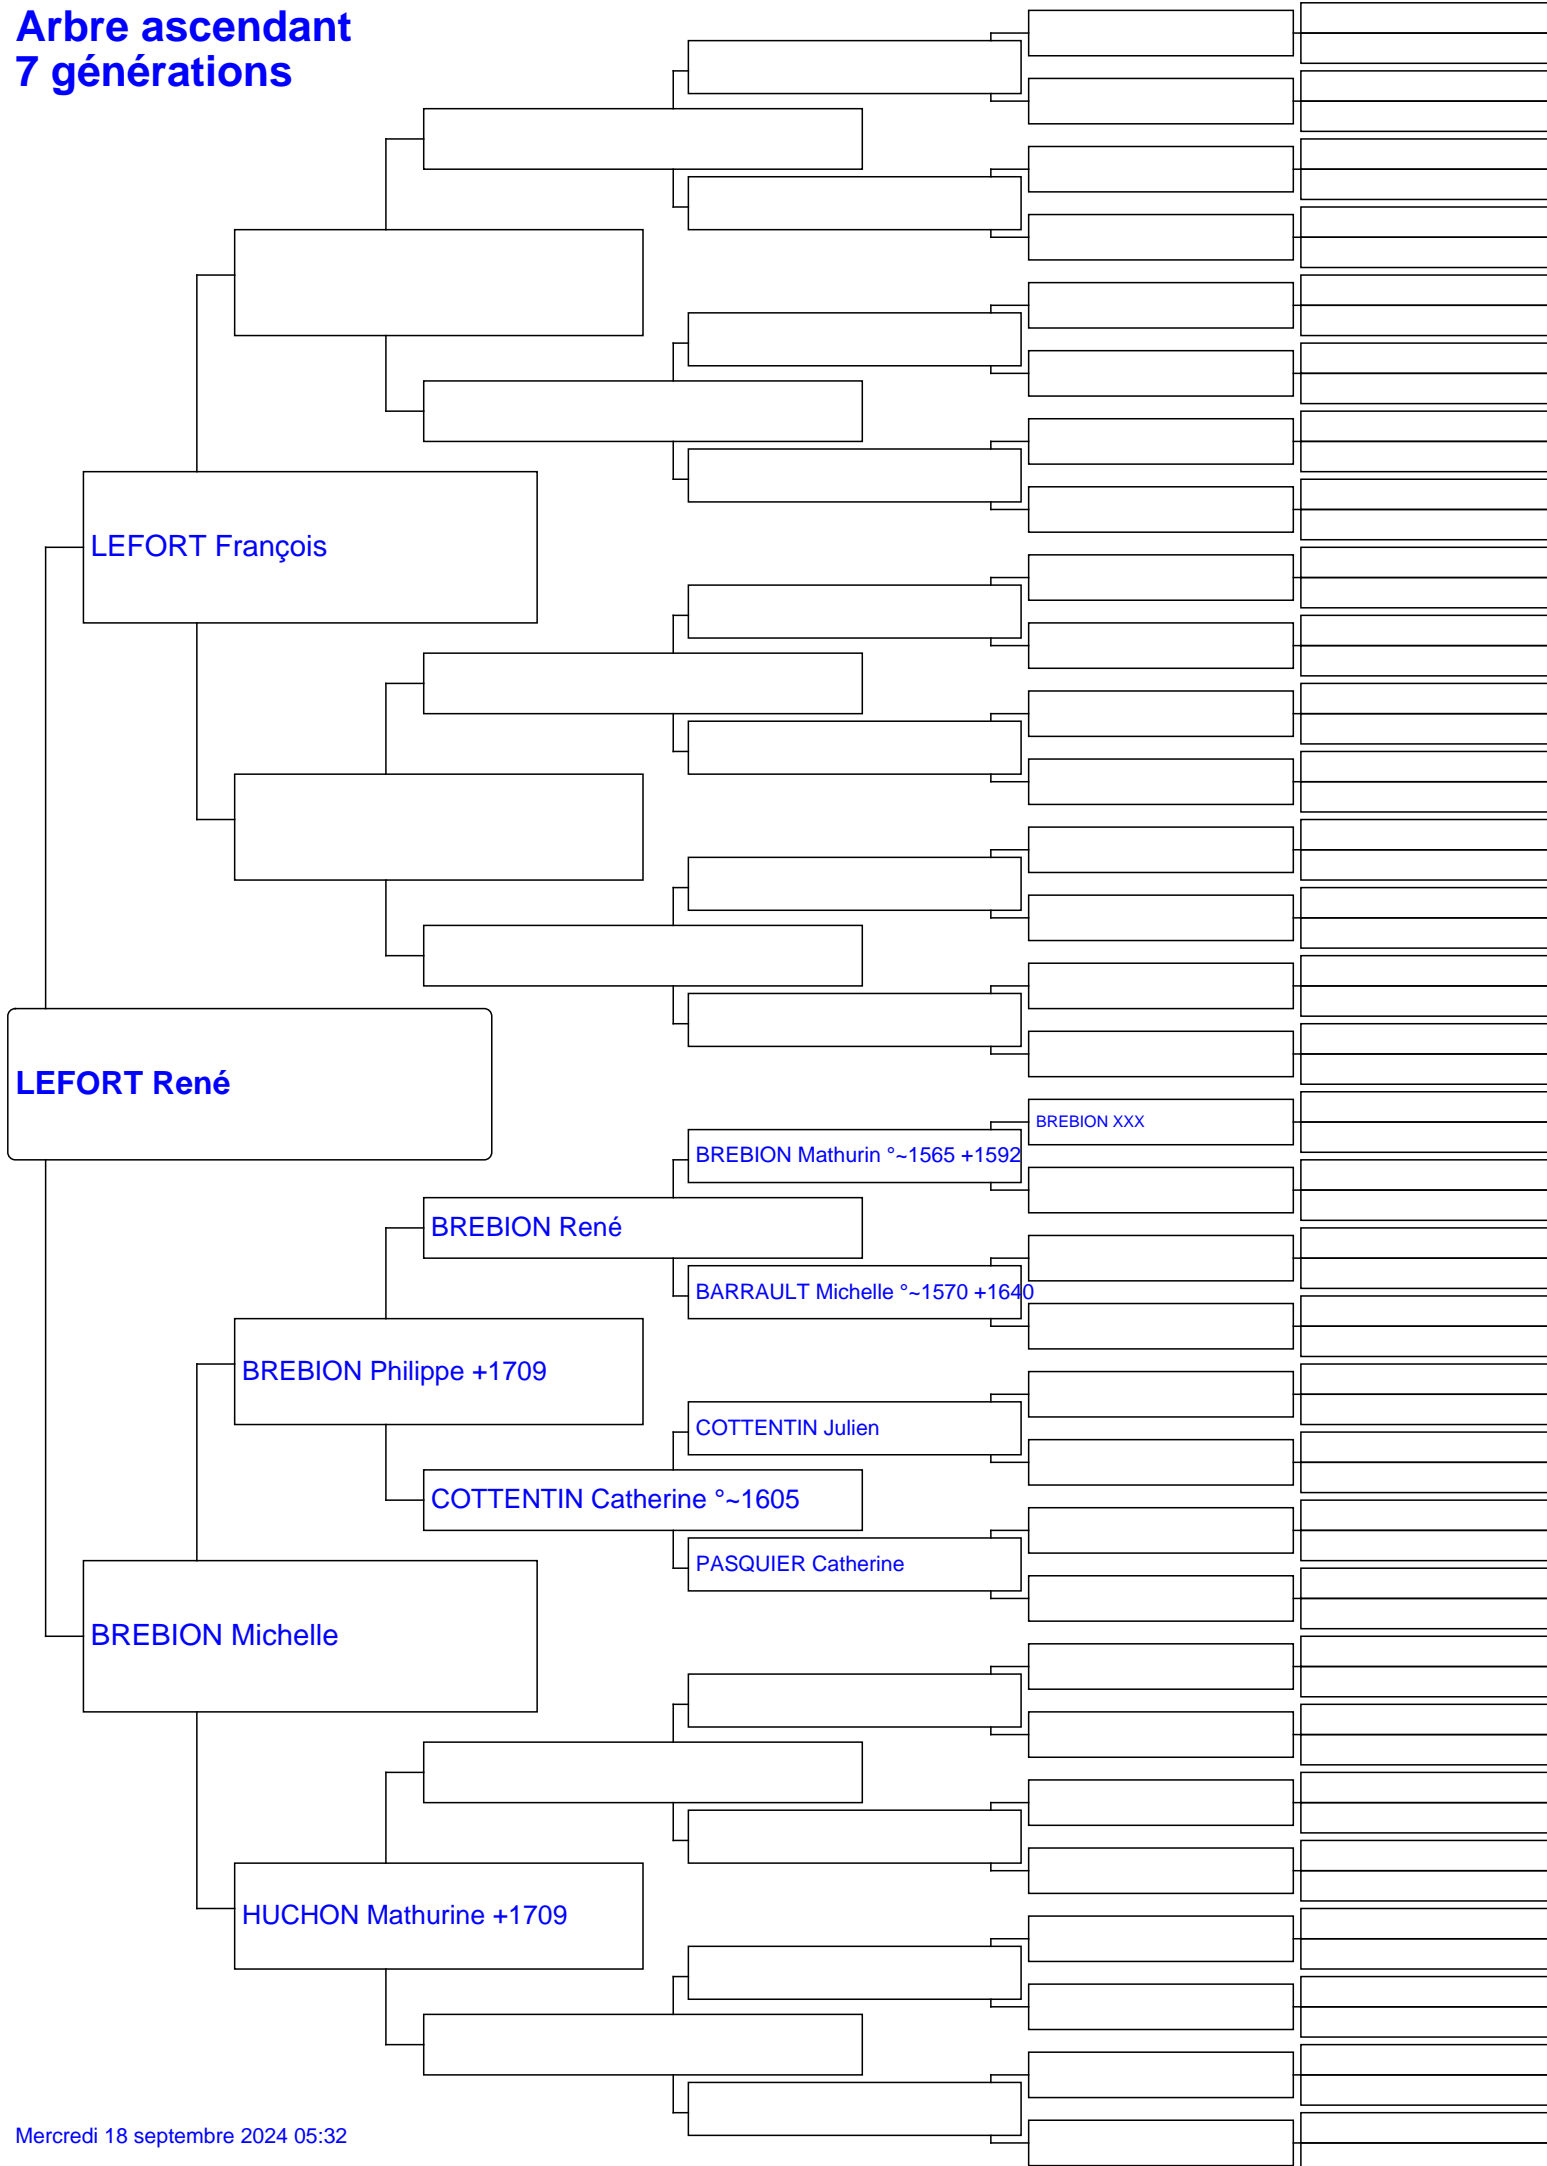 Arbre ascendant
7 générations
LEFORT François
LEFORT René
BREBION XXX
BREBION Mathurin °~1565 +1592
BREBION René
BARRAULT Michelle °~1570 +1640
BREBION Philippe +1709
COTTENTIN Julien
COTTENTIN Catherine °~1605
PASQUIER Catherine
BREBION Michelle
HUCHON Mathurine +1709
Mercredi 18 septembre 2024 05:32